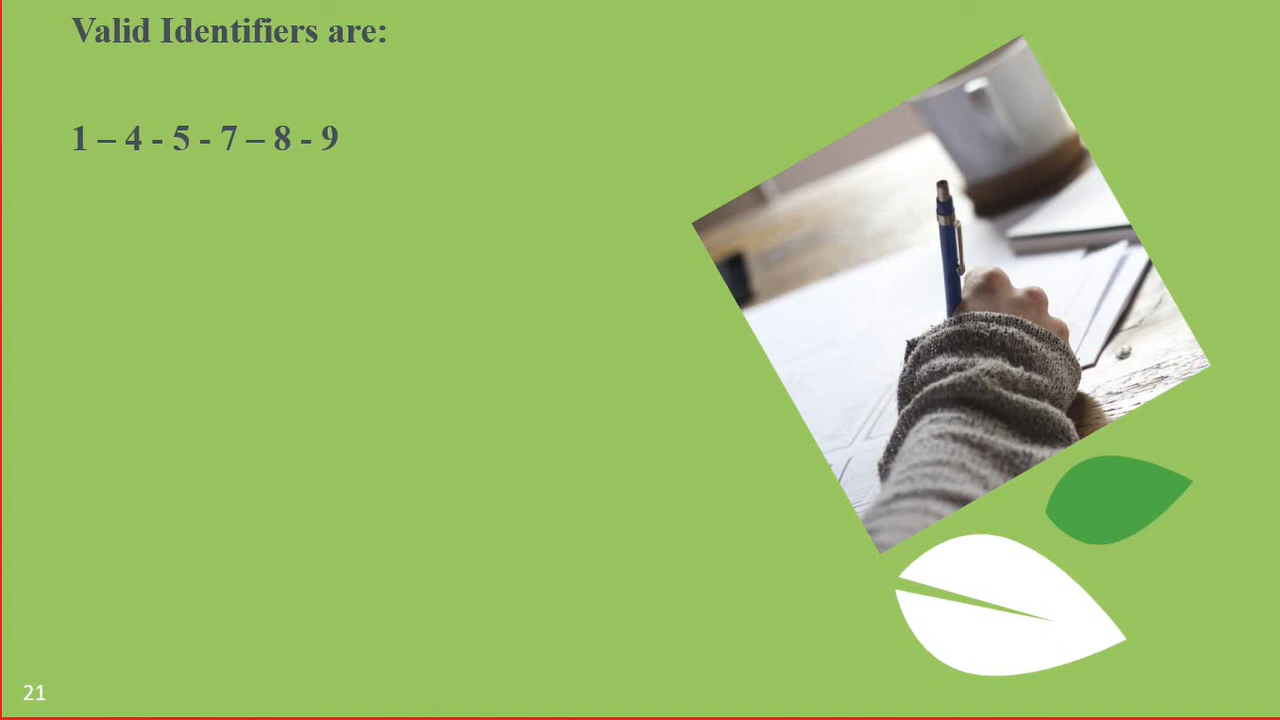 Valid Identifiers are:
1 – 4 - 5 - 7 – 8 - 9
21